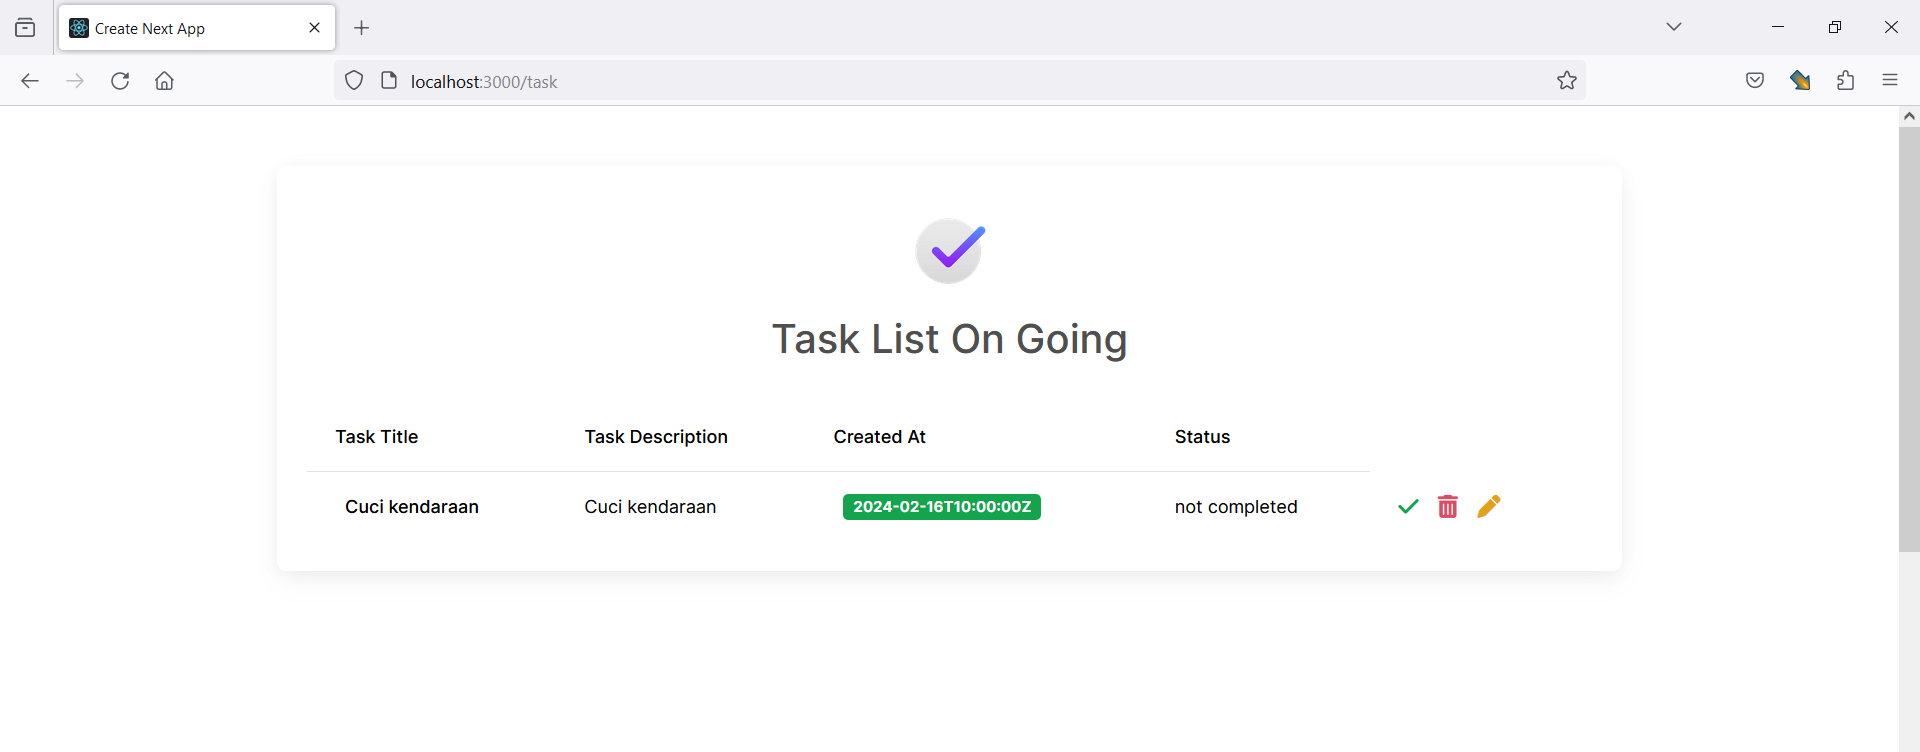 Create Next App
localhost:3000/task
Task List On Going
Task Title Task Description Created At Status
Cuci kendaraan Cuci kendaraan 2024-02-16T10:00:00Z not completed